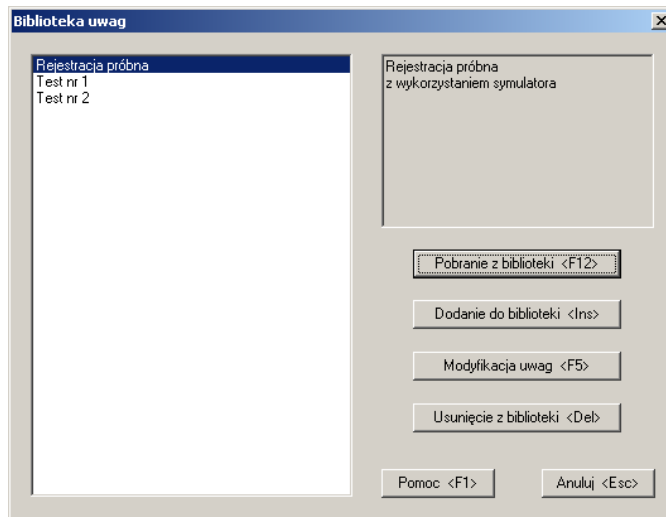 Biblioteka uwag
Rejestracja próbna
Test nr 1
Test nr 2
Rejestracja próbna
z wykorzystaniem symulatora
Pobranie z biblioteki <F12>
Dodanie do biblioteki <Ins>
Modyfikacja uwag <F5>
Usunięcie z biblioteki <Del>
Pomoc <F1>
Anuluj <Esc>